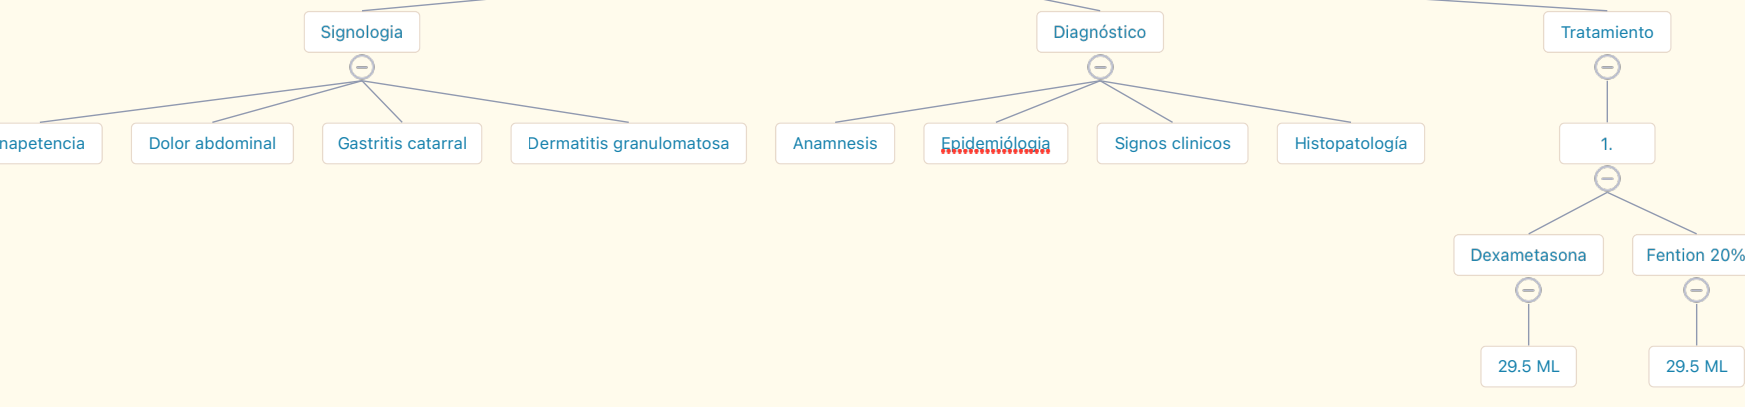 Signologia
Diagnóstico
Tratamiento
napetencia
Dolor abdominal
Gastritis catarral
Dermatitis granulomatosa
Anamnesis
Epidemiólogia
Signos clinicos
Histopatología
1.
Dexametasona
Fention 20%
29.5 ML
29.5 ML